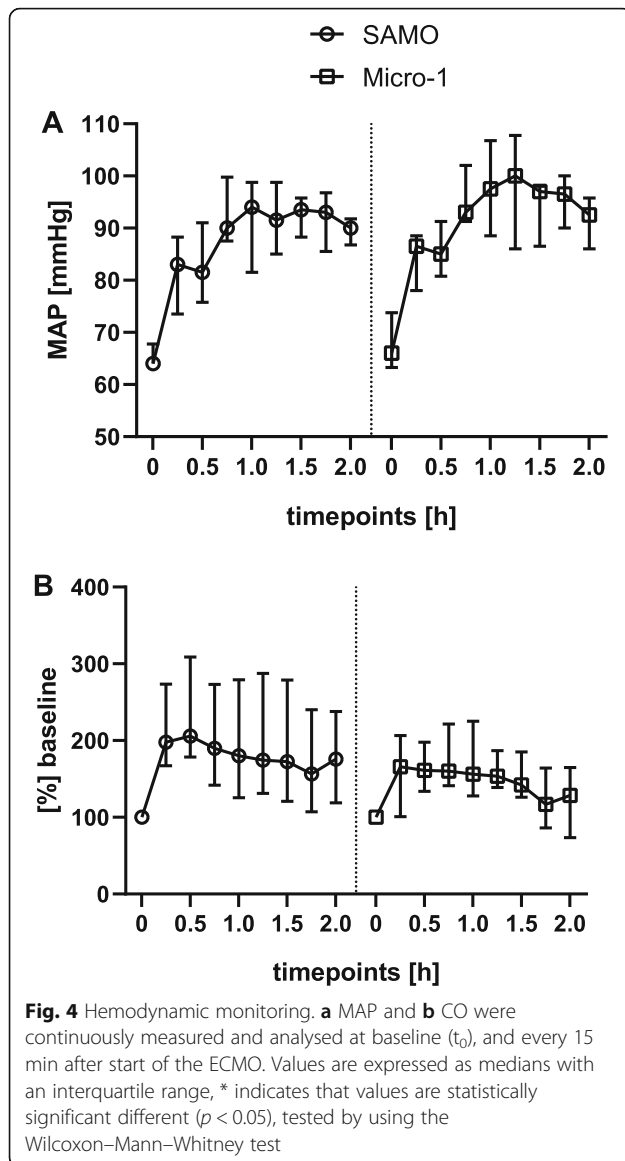 SAMO
Micro-1
A
110
100
90
80
70
60
50
MAP [mmHg]
0 0.5 1.0 1.5 2.0 0 0.5 1.0 1.5 2.0
timepoints [h]
B
400
300
200
100
0
[%] baseline
0 0.5 1.0 1.5 2.0 0 0.5 1.0 1.5 2.0
timepoints [h]
Fig. 4 Hemodynamic monitoring. a MAP and b CO were
continuously measured and analysed at baseline (t0), and every 15
min after start of the ECMO. Values are expressed as medians with
an interquartile range, * indicates that values are statistically
significant different (p < 0.05), tested by using the
Wilcoxon–Mann–Whitney test